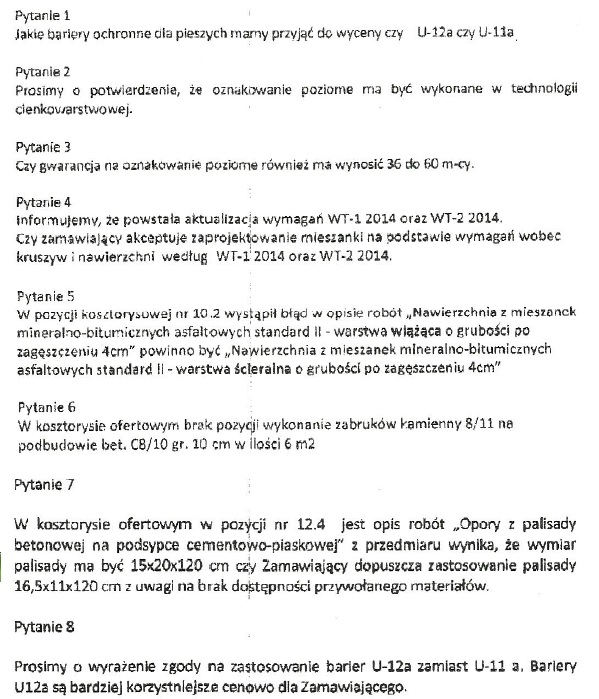 Pytanie 1
Jakie bariery ochronne dla pieszych mamy przyjąć do wyceny czy U-12a czy U-11a
Pytanie 2
Prosimy o potwierdzenie, że oznakowanie poziome ma być wykonane w technologii
cienkowarstwowej.
Pytanie 3
Czy gwarancja na oznakowanie poziome również ma wynosić 36 do 60 m-cy.
Pytanie 4
Informujemy, że powstała aktualizacja wymagań WT-1 2014 oraz WT-2 2014.
Czy zamawiający akceptuje zaprojektowanie mieszanki na podstawie wymagań wobec
kruszyw i nawierzchni według WT-1 2014 oraz WT-2 2014.
Pytanie 5
W pozycji kosztorysowej nr 10.2 wystąpił błąd w opisie robót „Nawierzchnia z mieszanek
mineralno-bitumicznych asfaltowych standard II - warstwa wiążąca o grubości po
zagęszczeniu 4cm” powinno być „Nawierzchnia z mieszanek mineralno-bitumicznych
asfaltowych standard II - warstwa ścieralna o grubości po zagęszczeniu 4cm”
Pytanie 6
W kosztorysie ofertowym brak pozycji wykonanie zabruków kamienny 8/11 na
podbudowie bet. C8/10 gr. 10 cm w ilości 6 m2
Pytanie 7
W kosztorysie ofertowym w pozycji nr 12.4 jest opis robót „Opory z palisady
betonowej na podsypce cementowo-piaskowej” z przedmiaru wynika, że wymiar
palisady ma być 15x20x120 cm czy Zamawiający dopuszcza zastosowanie palisady
16,5x11x120 cm z uwagi na brak dostępności przywołanego materiałów.
Pytanie 8
Prosimy o wyrażenie zgody na zastosowanie barier U-12a zamiast U-11 a. Bariery
U12a są bardziej korzystniejsze cenowo dla Zamawiającego.